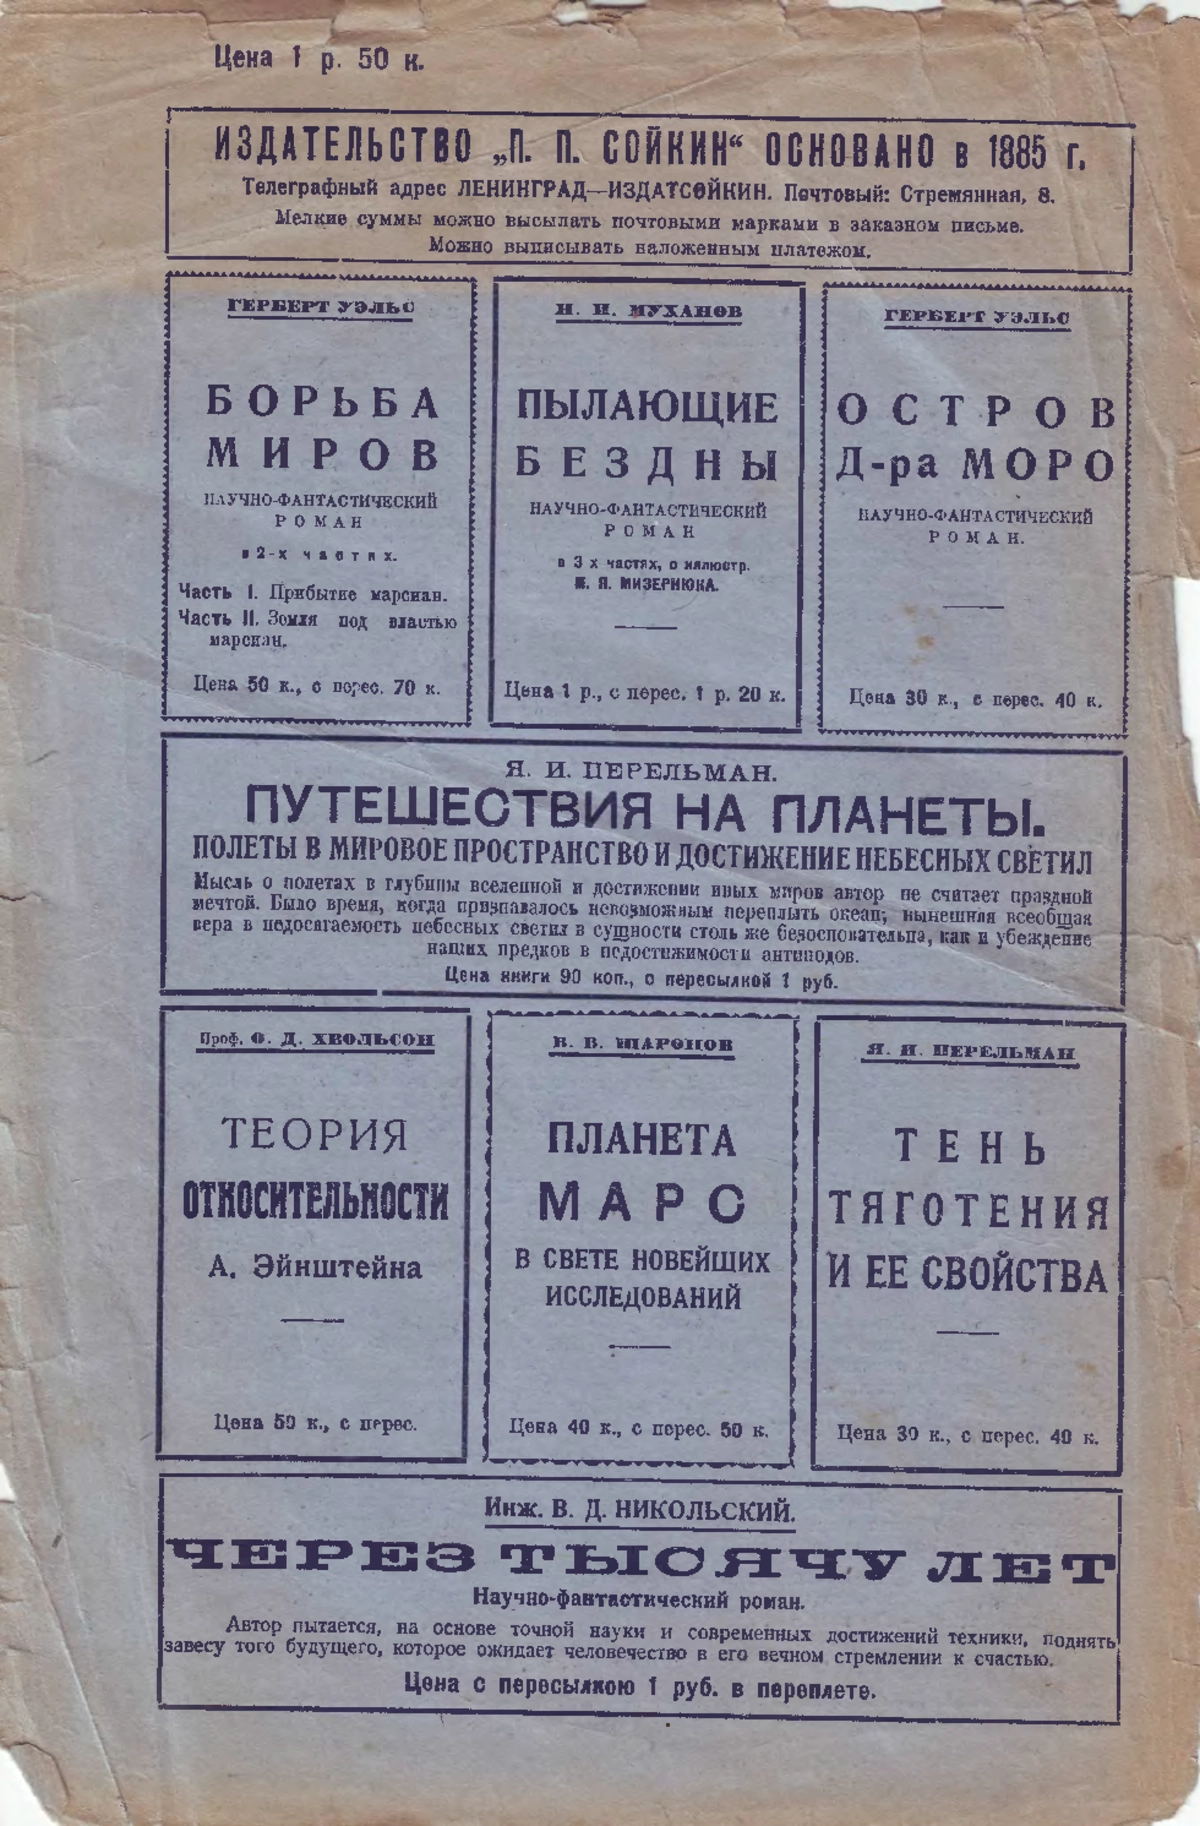 Цена 1 р. 50 к.
ИЗДАТЕЛЬСТВО „П. П. СОЙКИН“ ОСНОВАНО в 1885 г.
Телеграфный адрес ЛЕНИНГРАД—ИЗДАТСОЙКИН. Почтовый: Стремянная, 8.
Мелкие суммы можно высылать почтовыми марками в заказном письме.
Можно выписывать наложенным платежом.
ГЕРБЕРТ УЭЛЬС
БОРЬБА
МИРОВ
НАУЧНО-ФАНТАСТИЧЕСКИЙ
РОМАН
в 2-х частях.
Часть I. Прибытие марсиан.
Часть II. Земля под властью
марсиан.
Цена 50 к., с перес. 70 к.
Н. И. МУХАНОВ
ПЫЛАЮЩИЕ
БЕЗДНЫ
НАУЧНО-ФАНТАСТИЧЕСКИЙ
РОМАН
в 3 х частях, с иллюстр.
М. Я. МИЗЕРНЮКА.
Цена 1 р., с перес. 1 р. 20 к.
ГЕРБЕРТ УЭЛЬС
ОСТРОВ
Д-ра МОРО
НАУЧНО-ФАНТАСТИЧЕСКИЙ
РОМАН.
Цена 30 к., с перес. 40 к.
Я. И. ПЕРЕЛЬМАН.
ПУТЕШЕСТВИЯ НА ПЛАНЕТЫ.
ПОЛЕТЫ В МИРОВОЕ ПРОСТРАНСТВО И ДОСТИЖЕНИЕ НЕБЕСНЫХ СВЕТИЛ
Мысль о полетах в глубины вселенной и достижении иных миров автор не считает праздной
мечтой. Было время, когда признавалось невозможным переплыть океан; нынешняя всеобщая
вера в недосягаемость небесных светил в сущности столь же безосновательна, как и убеждение
наших предков в недостижимости антиподов.
Цена книги 90 коп., с пересылкой 1 руб.
Проф. О. Д. ХВОЛЬСОН
ТЕОРИЯ
ОТНОСИТЕЛЬНОСТИ
А. Эйнштейна
Цена 50 к., с перес.
В. В. ШАРОНОВ
ПЛАНЕТА
МАРС
В СВЕТЕ НОВЕЙЩИХ
ИССЛЕДОВАНИЙ
Цена 40 к., с перес. 50 к.
Я. И. ПЕРЕЛЬМАН
ТЕНЬ
ТЯГОТЕНИЯ
И ЕЕ СВОЙСТВА
Цена 30 к., с перес. 40 к.
Инж. В. Д. НИКОЛЬСКИЙ.
ЧЕРЕЗ ТЫСЯЧУ ЛЕТ
Научно-фантастический роман.
Автор пытается, на основе точной науки и современных достижений техники, поднять
завесу того будущего, которое ожидает человечество в его вечном стремлении к счастью.
Цена с пересылкою 1 руб. в переплете.